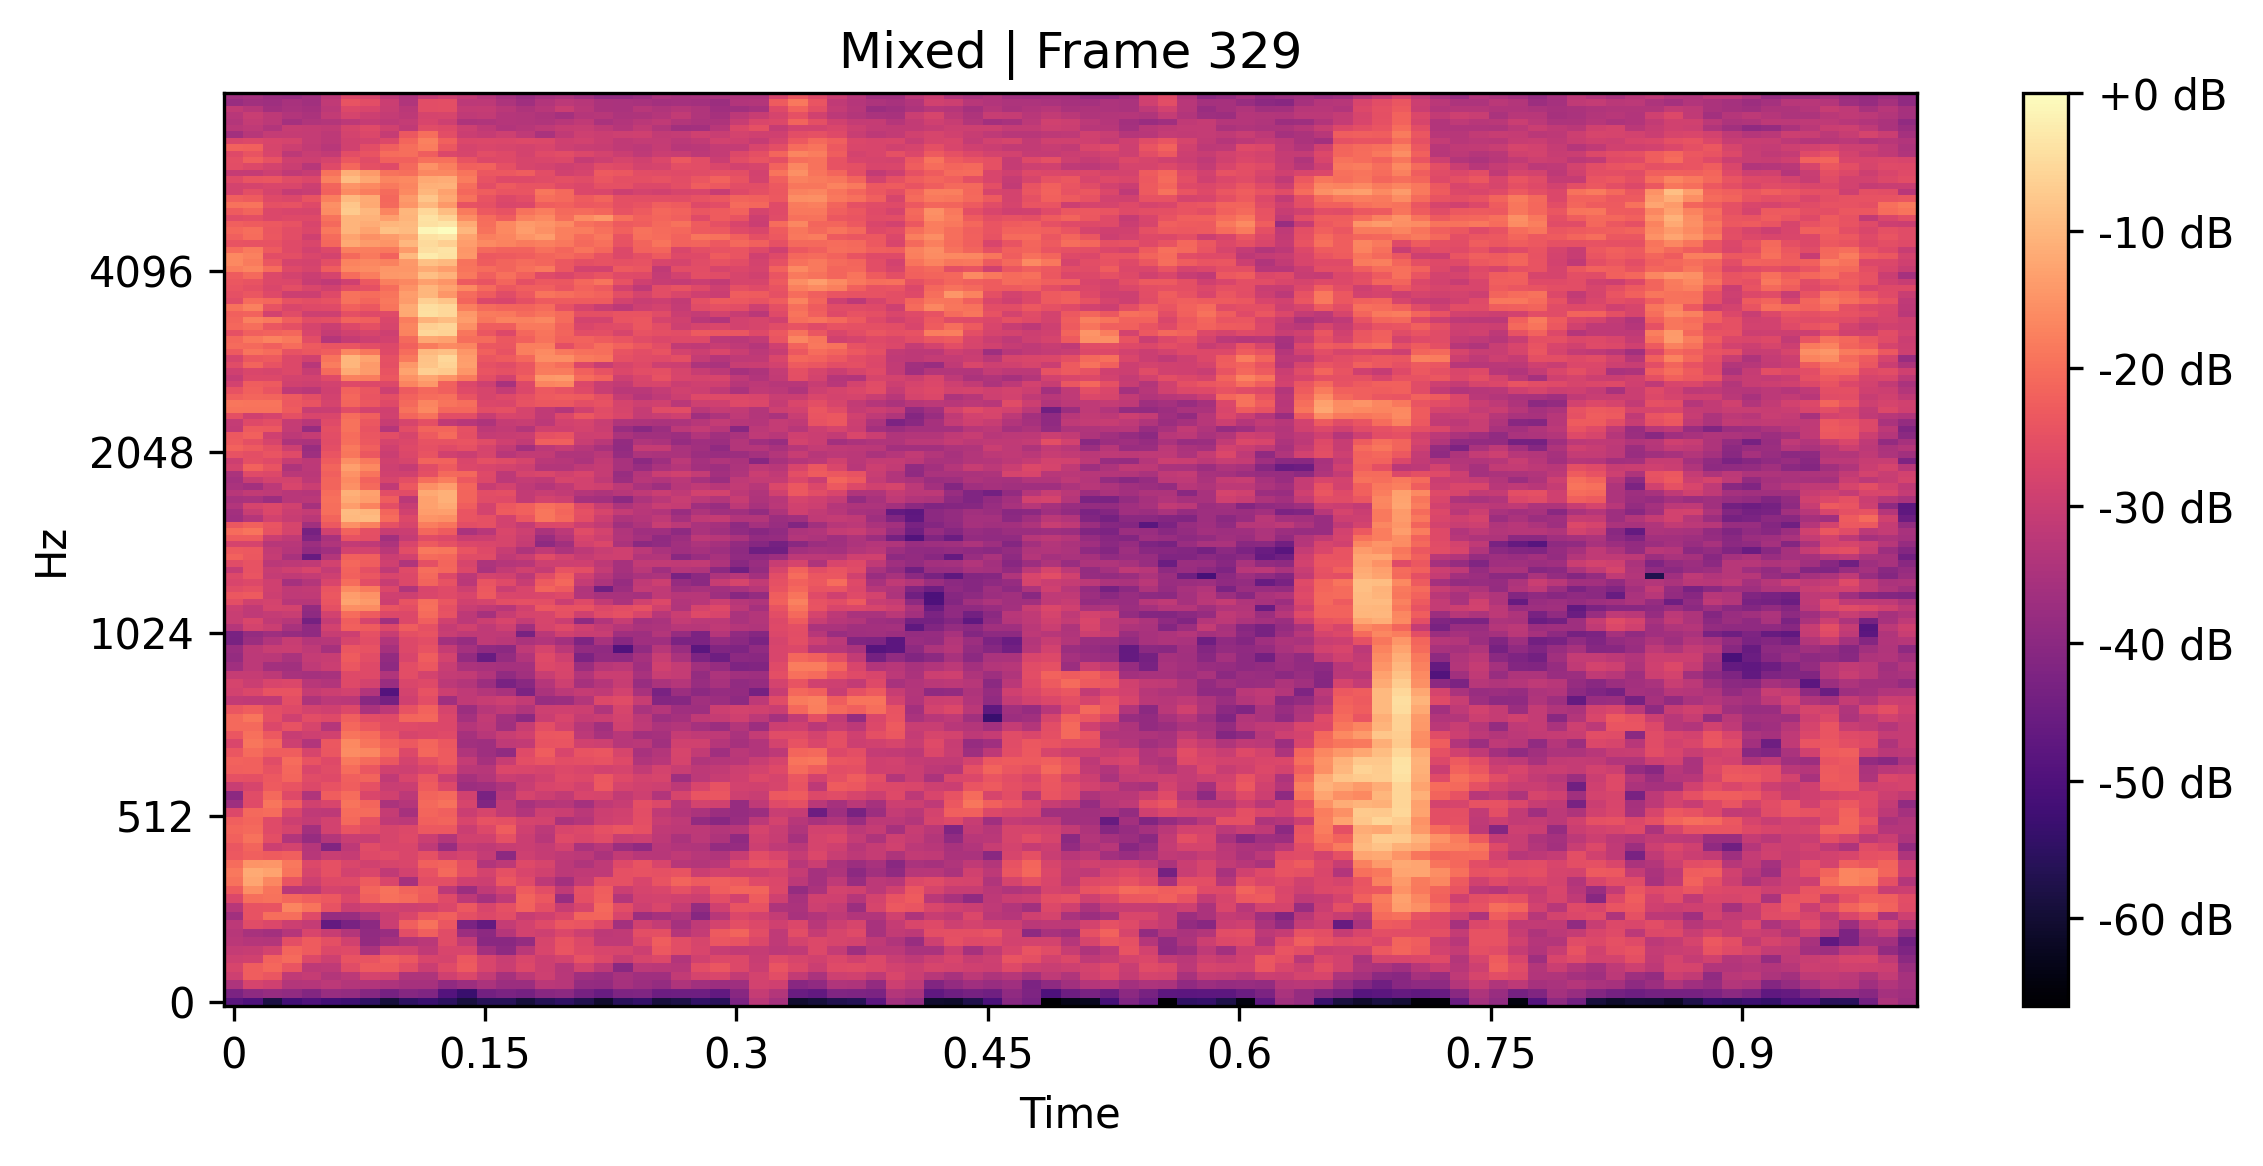 Mixed | Frame 329
+0 dB
-10 dB
-20 dB
-30 dB
-40 dB
-50 dB
-60 dB
Hz
4096
2048
1024
512
0
0 0.15 0.3 0.45 0.6 0.75 0.9
Time